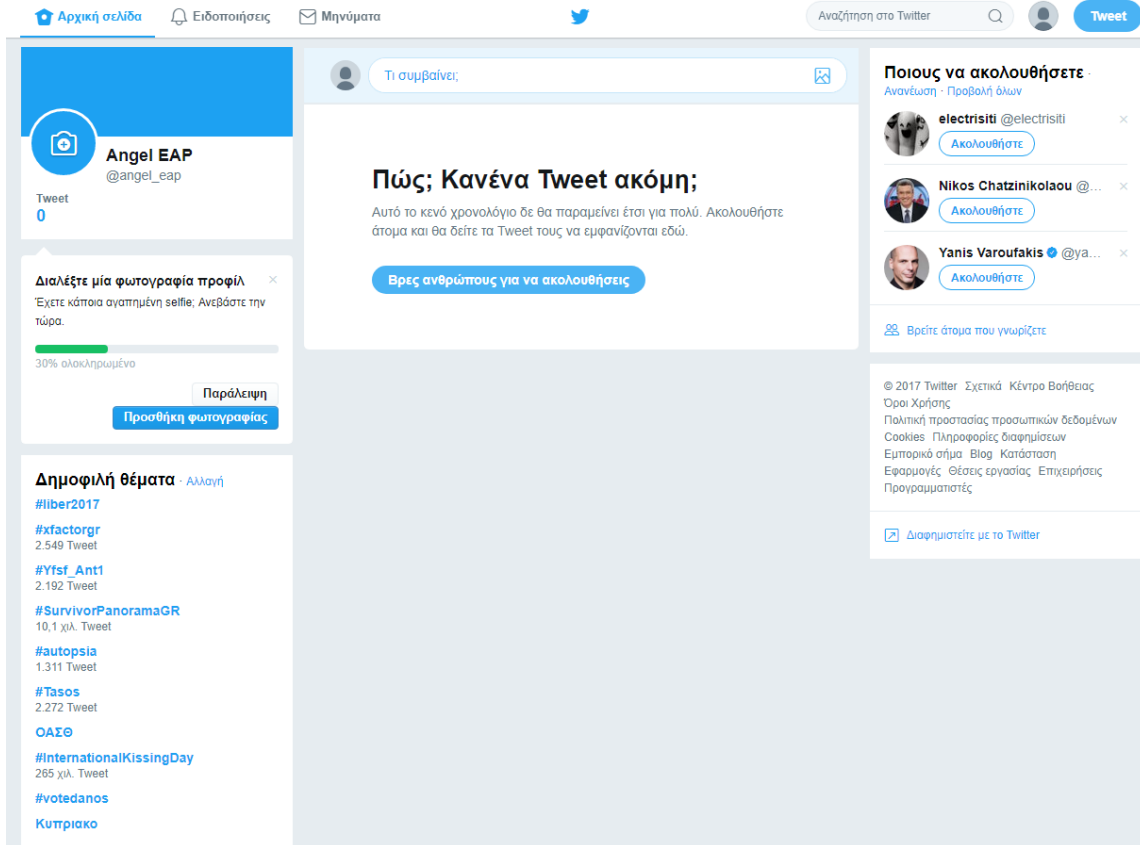 Αρχική σελίδα
Ειδοποιήσεις
Μηνύματα
Αναζήτηση στο Twitter
Tweet
Angel EAP
@angel_eap
Tweet
0
Διαλέξτε μία φωτογραφία προφίλ
Έχετε κάποια αγαπημένη selfie; Ανεβάστε την
τώρα.
30% ολοκληρωμένο
Παράλειψη
Προσθήκη φωτογραφίας
Δημοφιλή θέματα · Αλλαγή
#liber2017
#xfactorgr
2.549 Tweet
#Yfsf_Ant1
2.192 Tweet
#SurvivorPanoramaGR
10,1 χιλ. Tweet
#autopsia
1.311 Tweet
#Tasos
2.272 Tweet
ΟΑΣΘ
#InternationalKissingDay
265 χιλ. Tweet
#votedanos
Κυπριακο
Τι συμβαίνει;
Πώς; Κανένα Tweet ακόμη;
Αυτό το κενό χρονολόγιο δε θα παραμείνει έτσι για πολύ. Ακολουθήστε
άτομα και θα δείτε τα Tweet τους να εμφανίζονται εδώ.
Βρες ανθρώπους για να ακολουθήσεις
Ποιους να ακολουθήσετε ·
Ανανέωση · Προβολή όλων
electrisiti @electrisiti
Ακολουθήστε
Nikos Chatzinikolaou @...
Ακολουθήστε
Yanis Varoufakis @ya...
Ακολουθήστε
Βρείτε άτομα που γνωρίζετε
© 2017 Twitter Σχετικά Κέντρο Βοήθειας
Όροι Χρήσης
Πολιτική προστασίας προσωπικών δεδομένων
Cookies Πληροφορίες διαφημίσεων
Εμπορικό σήμα Blog Κατάσταση
Εφαρμογές Θέσεις εργασίας Επιχειρήσεις
Προγραμματιστές
Διαφημιστείτε με το Twitter